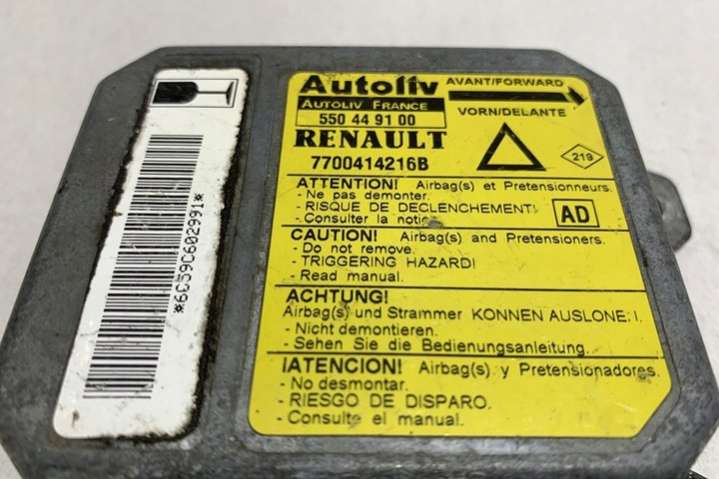 Autoliv
AUTOLIV FRANCE
550 44 91 00
RENAULT
7700414216B
AVANT/FORWARD
VORN/DELANTE
219
ATTENTION! Airbag(s) et Pretensionneurs.
- Ne pas demonter.
- RISQUE DE DECLENCHEMENT!
- Consulter la notice
AD
CAUTION! Airbag(s) and Pretensioners.
- Do not remove.
- TRIGGERING HAZARD!
- Read manual.
ACHTUNG!
Airbag(s) und Strammer KONNEN AUSLONE:!.
- Nicht demontieren.
- Sehen Sie die Bedienungsanleitung.
!ATENCION! Airbag(s) y Pretensionadores.
- No desmontar.
- RIESGO DE DISPARO.
- Consulte el manual.
*6C59C602991*